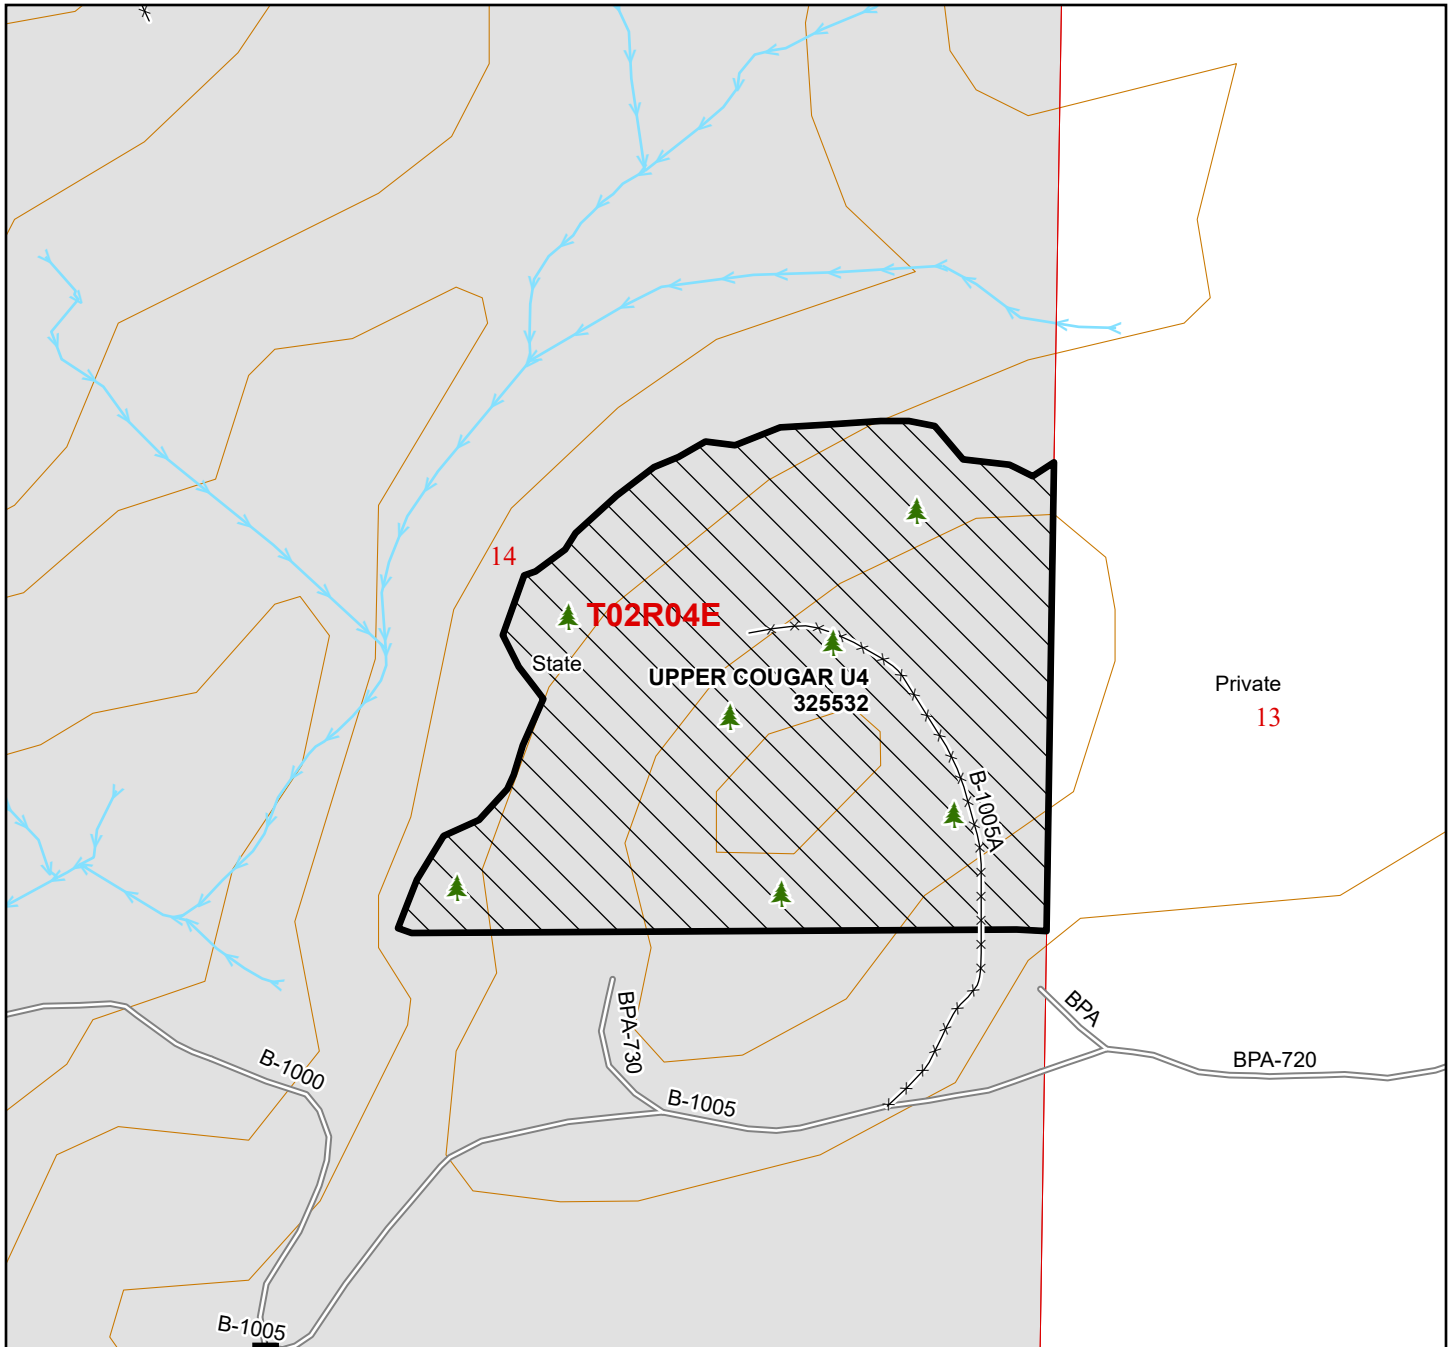 14
T02R04E
State
UPPER COUGAR U4
325532
Private
13
B-1005A
BPA-730
BPA
B-1000
BPA-720
B-1005
B-1005